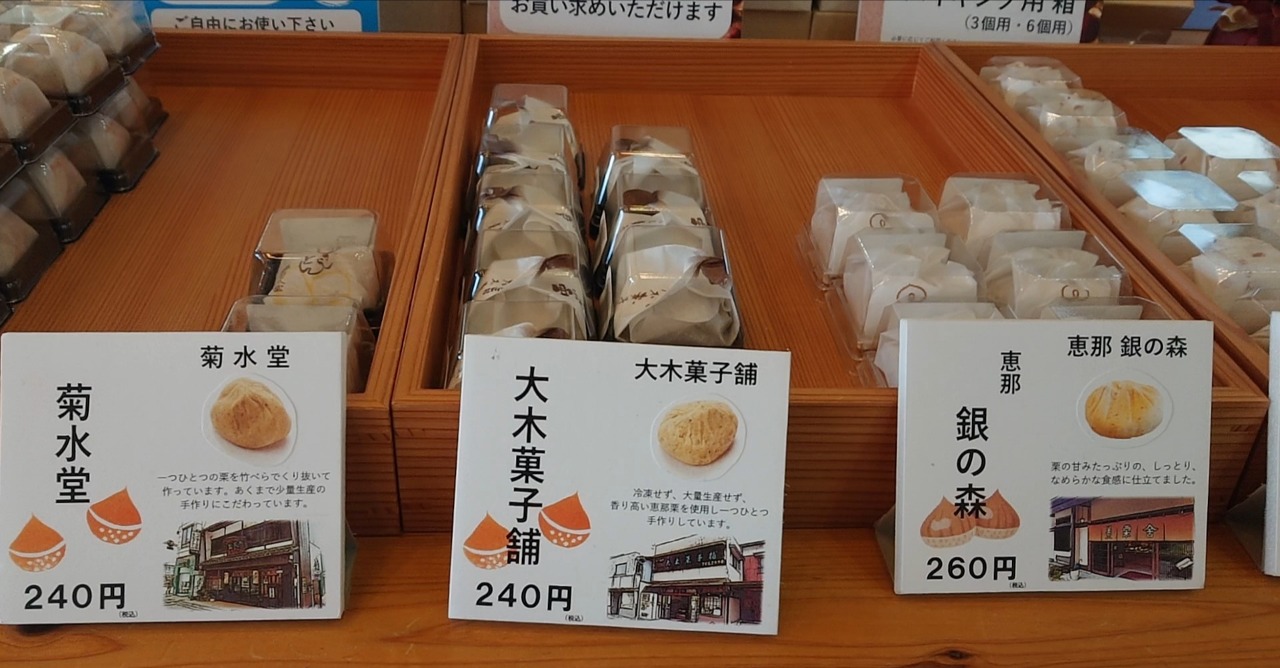 ご自由にお使い下さい
お買い求めいただけます
(3個用・6個用)
菊水堂
菊水堂
一つひとつの栗を竹べらでくり抜いて
作っています。あくまで少量生産の
手作りにこだわっています。
240円
(税込)
大木菓子舗
大木菓子舗
冷凍せず、大量生産せず、
香り高い恵那栗を使用し一つひとつ
手作りしています。
240円
(税込)
恵那
銀の森
恵那 銀の森
栗の甘みたっぷりの、しっとり、
なめらかな食感に仕立てました。
260円
(税込)